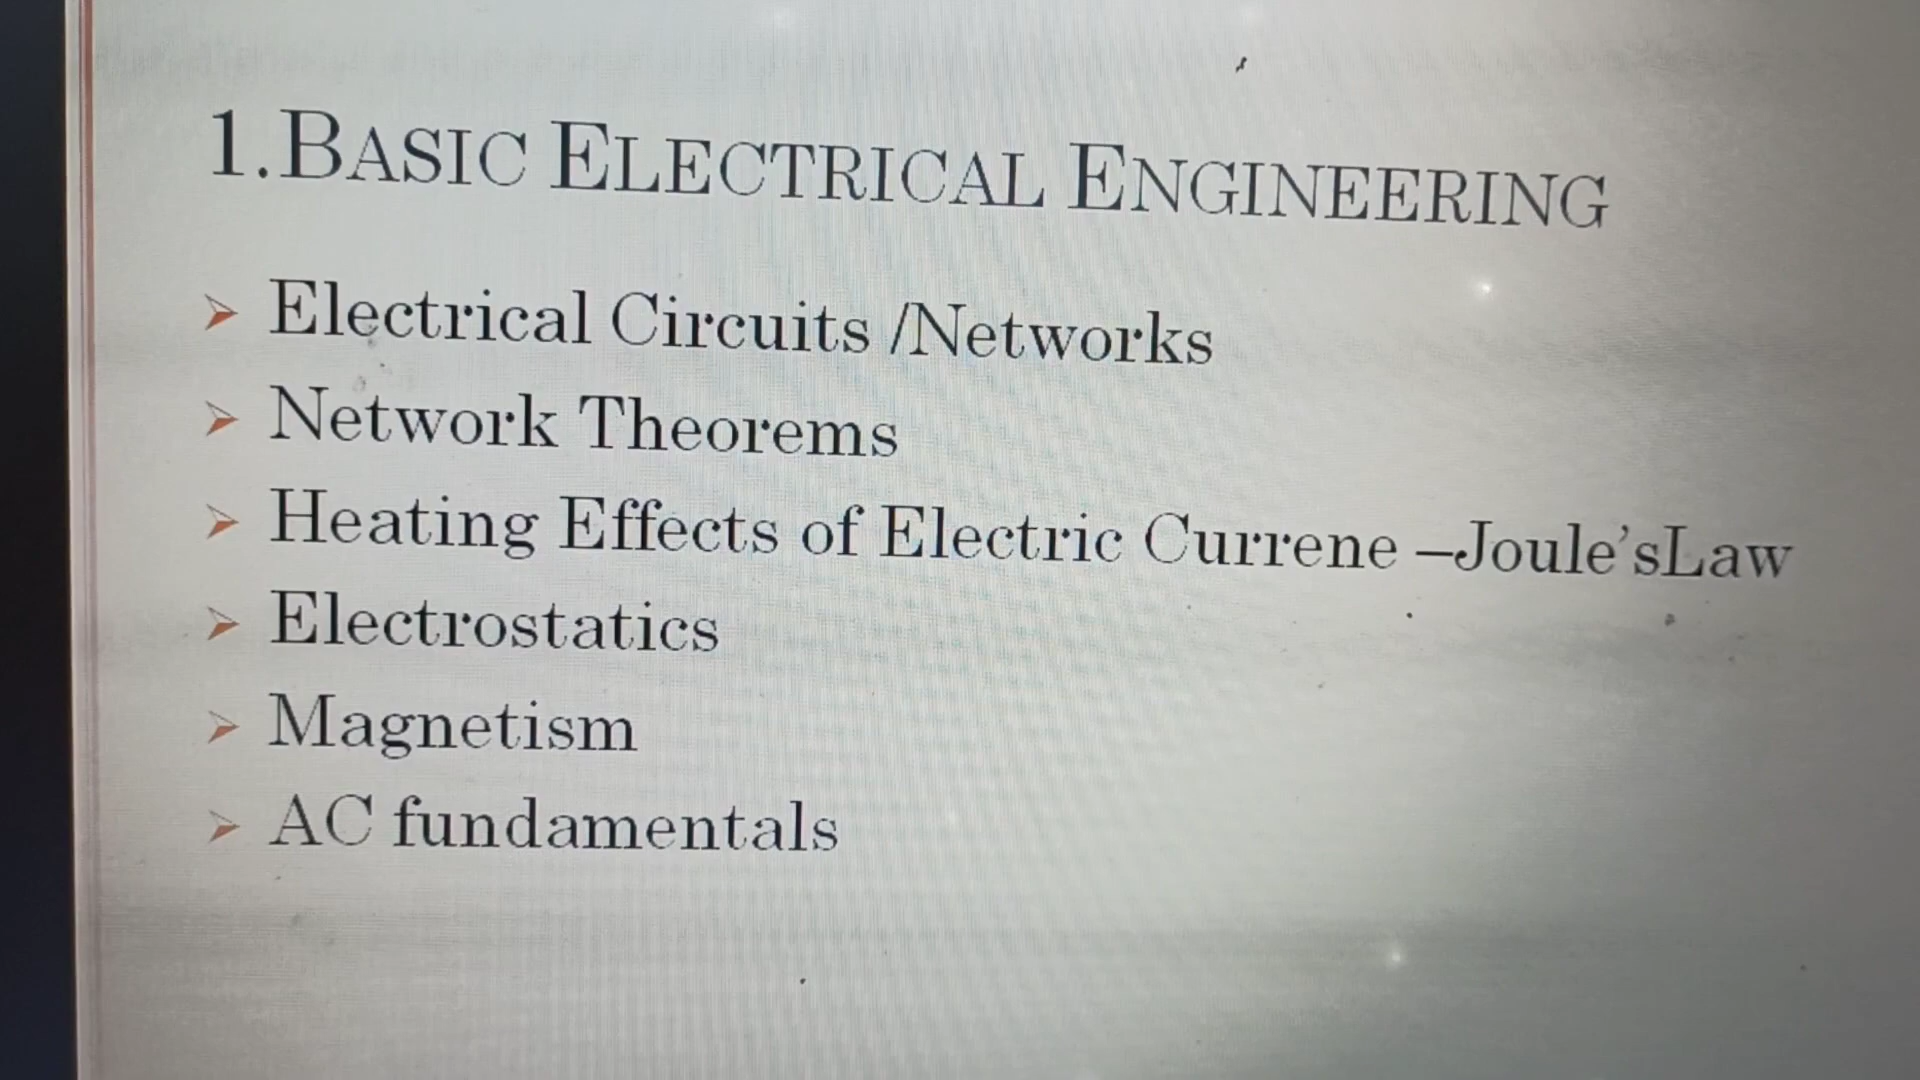 1.BASIC ELECTRICAL ENGINEERING
Electrical Circuits /Networks
Network Theorems
Heating Effects of Electric Currene –Joule'sLaw
Electrostatics
Magnetism
AC fundamentals